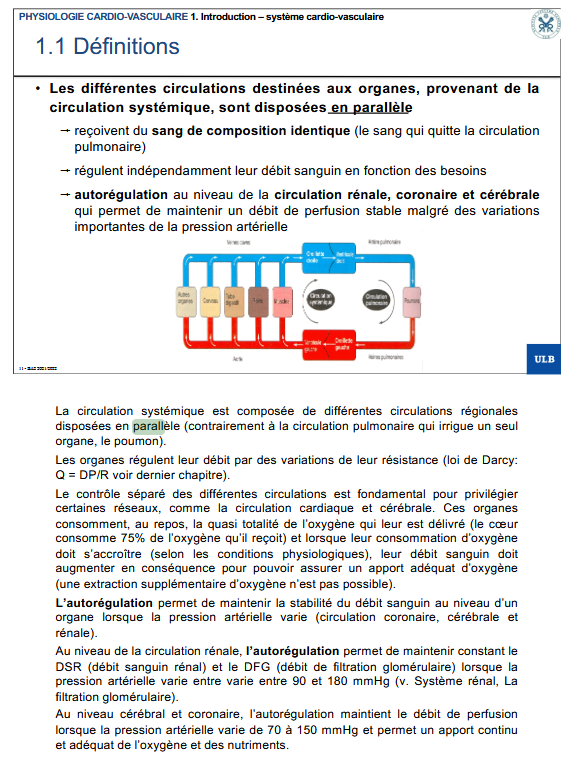 PHYSIOLOGIE CARDIO-VASCULAIRE 1. Introduction – système cardio-vasculaire
1.1 Définitions
• Les différentes circulations destinées aux organes, provenant de la
circulation systémique, sont disposées en parallèle
→ reçoivent du sang de composition identique (le sang qui quitte la circulation
pulmonaire)
→ régulent indépendamment leur débit sanguin en fonction des besoins
→ autorégulation au niveau de la circulation rénale, coronaire et cérébrale
qui permet de maintenir un débit de perfusion stable malgré des variations
importantes de la pression artérielle
Veines caves
Artère pulmonaire
Oreillette
droite
Ventricule
droit
Autres
organes
Cerveau
Tube
digestif
Reins
Muscles
Circulation
systémique
Circulation
pulmonaire
Poumons
Ventricule
gauche
Oreillette
gauche
Aorte
Veines pulmonaires
ULB
La circulation systémique est composée de différentes circulations régionales
disposées en parallèle (contrairement à la circulation pulmonaire qui irrigue un seul
organe, le poumon).
Les organes régulent leur débit par des variations de leur résistance (loi de Darcy:
Q = DP/R voir dernier chapitre).
Le contrôle séparé des différentes circulations est fondamental pour privilégier
certaines réseaux, comme la circulation cardiaque et cérébrale. Ces organes
consomment, au repos, la quasi totalité de l'oxygène qui leur est délivré (le cœur
consomme 75% de l'oxygène qu'il reçoit) et lorsque leur consommation d'oxygène
doit s'accroître (selon les conditions physiologiques), leur débit sanguin doit
augmenter en conséquence pour pouvoir assurer un apport adéquat d'oxygène
(une extraction supplémentaire d'oxygène n'est pas possible).
L'autorégulation permet de maintenir la stabilité du débit sanguin au niveau d'un
organe lorsque la pression artérielle varie (circulation coronaire, cérébrale et
rénale).
Au niveau de la circulation rénale, l'autorégulation permet de maintenir constant le
DSR (débit sanguin rénal) et le DFG (débit de filtration glomérulaire) lorsque la
pression artérielle varie entre varie entre 90 et 180 mmHg (v. Système rénal, La
filtration glomérulaire).
Au niveau cérébral et coronaire, l'autorégulation maintient le débit de perfusion
lorsque la pression artérielle varie de 70 à 150 mmHg et permet un apport continu
et adéquat de l'oxygène et des nutriments.